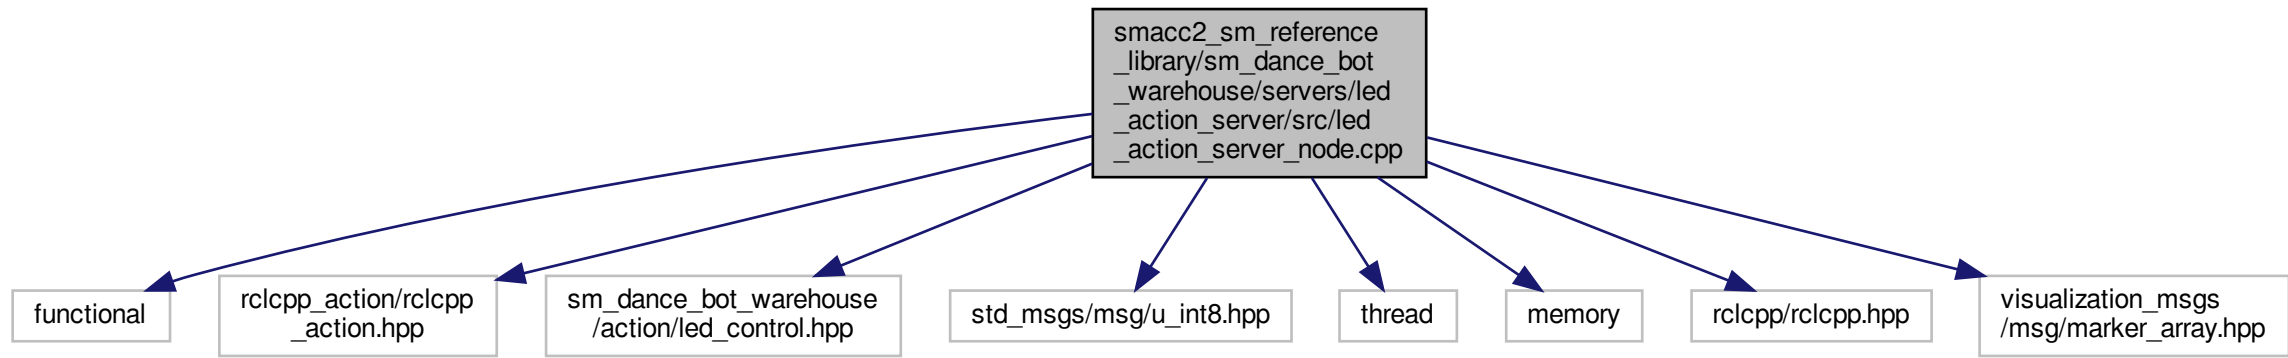 smacc2_sm_reference
_library/sm_dance_bot
_warehouse/servers/led
_action_server/src/led
_action_server_node.cpp
functional
rclcpp_action/rclcpp
_action.hpp
sm_dance_bot_warehouse
/action/led_control.hpp
std_msgs/msg/u_int8.hpp
thread
memory
rclcpp/rclcpp.hpp
visualization_msgs
/msg/marker_array.hpp